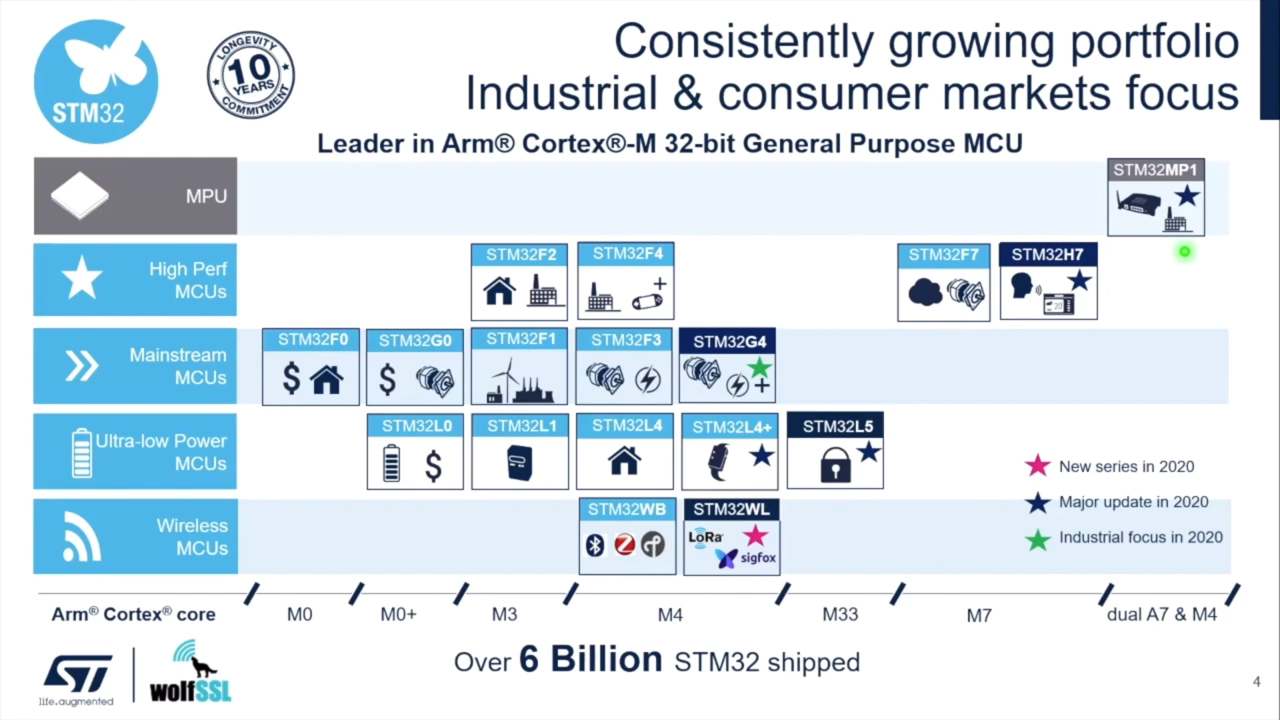 STM32
LONGEVITY
10
YEARS
COMMITMENT
Consistently growing portfolio
Industrial & consumer markets focus
Leader in Arm® Cortex®-M 32-bit General Purpose MCU
MPU
STM32MP1
High Perf
MCUs
STM32F2
STM32F4
STM32F7
STM32H7
Mainstream
MCUs
STM32F0
STM32G0
STM32F1
STM32F3
STM32G4
Ultra-low Power
MCUs
STM32L0
STM32L1
STM32L4
STM32L4+
STM32L5
New series in 2020
Major update in 2020
Industrial focus in 2020
Wireless
MCUs
STM32WB
STM32WL
LoRa
sigfox
Arm® Cortex® core
M0
M0+
M3
M4
M33
M7
dual A7 & M4
ST
life.augmented
wolfSSL
Over 6 Billion STM32 shipped
4